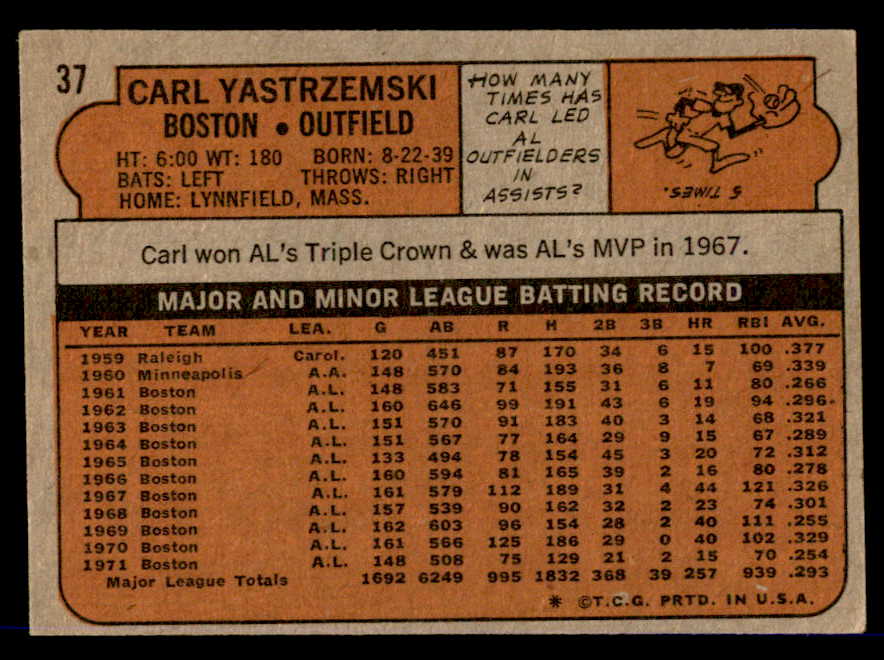 37
CARL YASTRZEMSKI
BOSTON • OUTFIELD
HT: 6:00 WT: 180 BORN: 8-22-39
BATS: LEFT THROWS: RIGHT
HOME: LYNNFIELD, MASS.
HOW MANY
TIMES HAS
CARL LED
AL
OUTFIELDERS
IN
ASSISTS?
5 TIMES.
Carl won AL's Triple Crown & was AL's MVP in 1967.
MAJOR AND MINOR LEAGUE BATTING RECORD
YEAR TEAM LEA. G AB R H 2B 3B HR RBI AVG.
1959 Raleigh Carol. 120 451 87 170 34 6 15 100 .377
1960 Minneapolis A.A. 148 570 84 193 36 8 7 69 .339
1961 Boston A.L. 148 583 71 155 31 6 11 80 .266
1962 Boston A.L. 160 646 99 191 43 6 19 94 .296
1963 Boston A.L. 151 570 91 183 40 3 14 68 .321
1964 Boston A.L. 151 567 77 164 29 9 15 67 .289
1965 Boston A.L. 133 494 78 154 45 3 20 72 .312
1966 Boston A.L. 160 594 81 165 39 2 16 80 .278
1967 Boston A.L. 161 579 112 189 31 4 44 121 .326
1968 Boston A.L. 157 539 90 162 32 2 23 74 .301
1969 Boston A.L. 162 603 96 154 28 2 40 111 .255
1970 Boston A.L. 161 566 125 186 29 0 40 102 .329
1971 Boston A.L. 148 508 75 129 21 2 15 70 .254
Major League Totals 1692 6249 995 1832 368 39 257 939 .293
* ©T.C.G. PRTD. IN U.S.A.